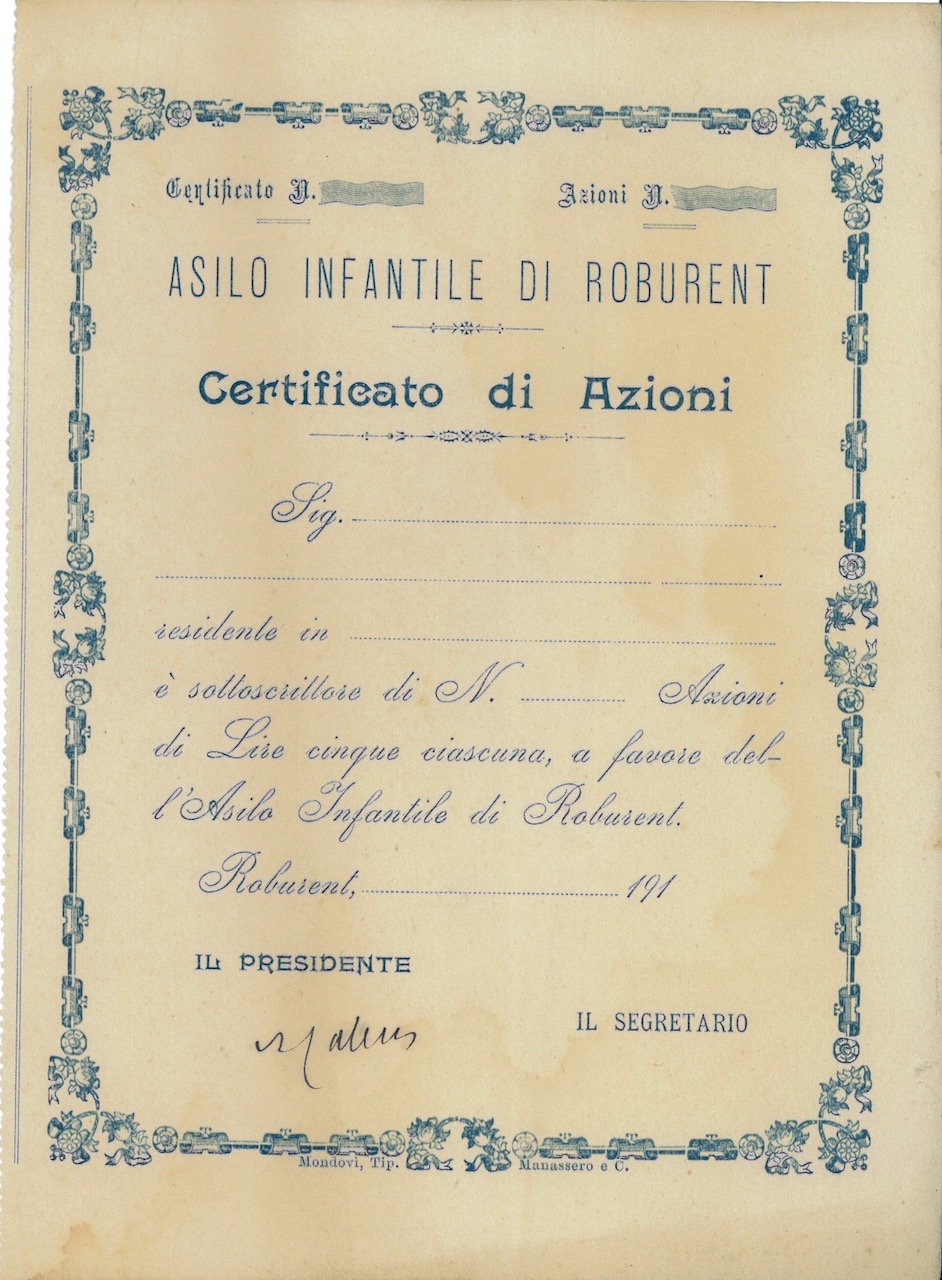 Certificato N.
Azioni N.
ASILO INFANTILE DI ROBURENT
Certificato di Azioni
Sig.
residente in
è sottoscrittore di N. Azioni
di Lire cinque ciascuna, a favore del-
l'Asilo Infantile di Roburent.
Roburent, 191
IL PRESIDENTE
IL SEGRETARIO
Mondovì, Tip. Manassero e C.